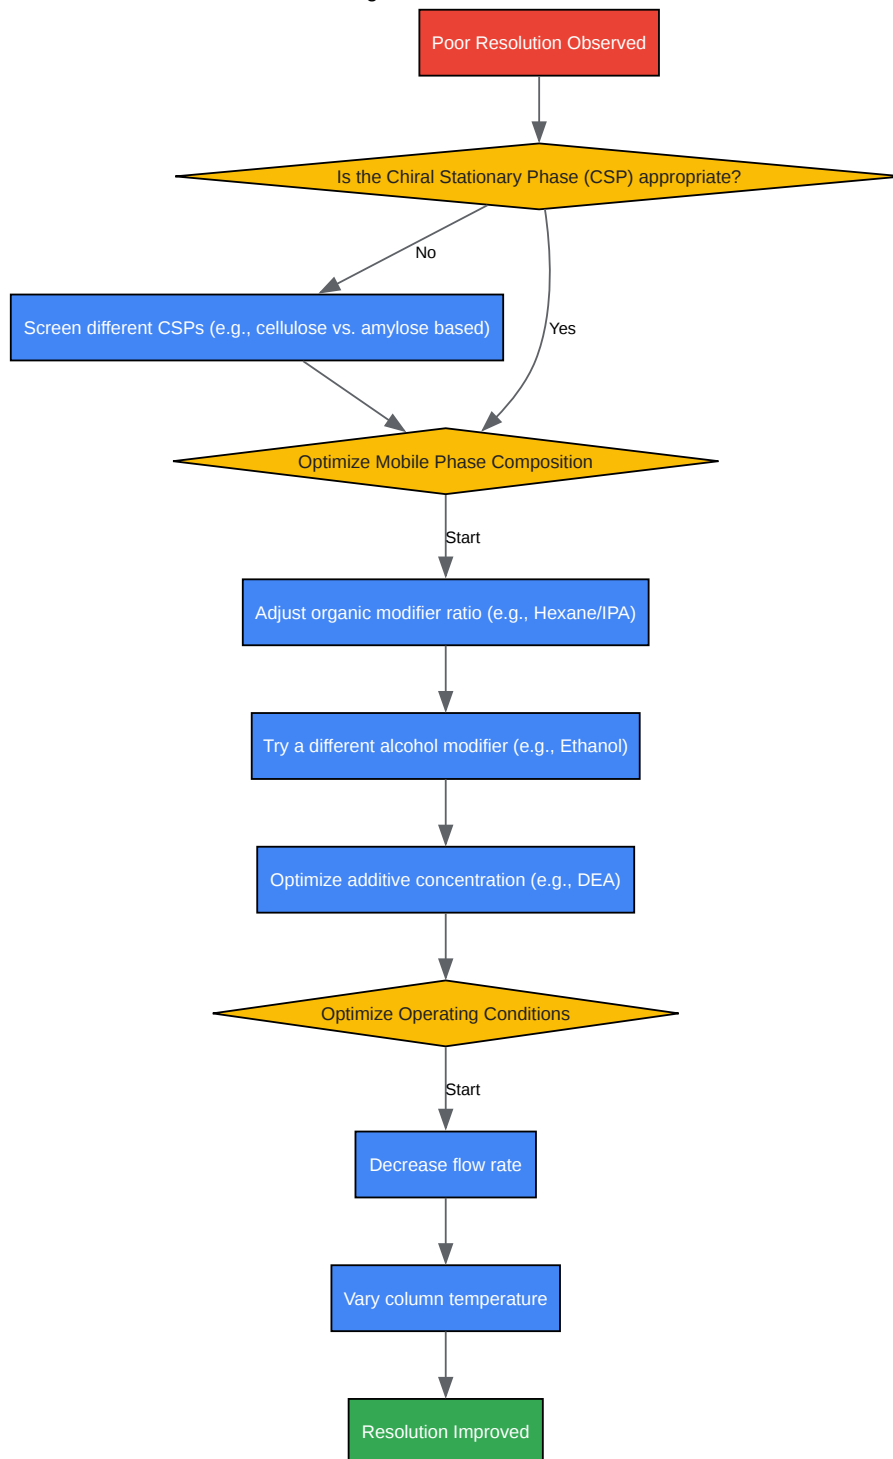 Poor Resolution Observed
Is the Chiral Stationary Phase (CSP) appropriate?
No
Screen different CSPs (e.g., cellulose vs. amylose based)
Yes
Optimize Mobile Phase Composition
Start
Adjust organic modifier ratio (e.g., Hexane/IPA)
Try a different alcohol modifier (e.g., Ethanol)
Optimize additive concentration (e.g., DEA)
Optimize Operating Conditions
Start
Decrease flow rate
Vary column temperature
Resolution Improved